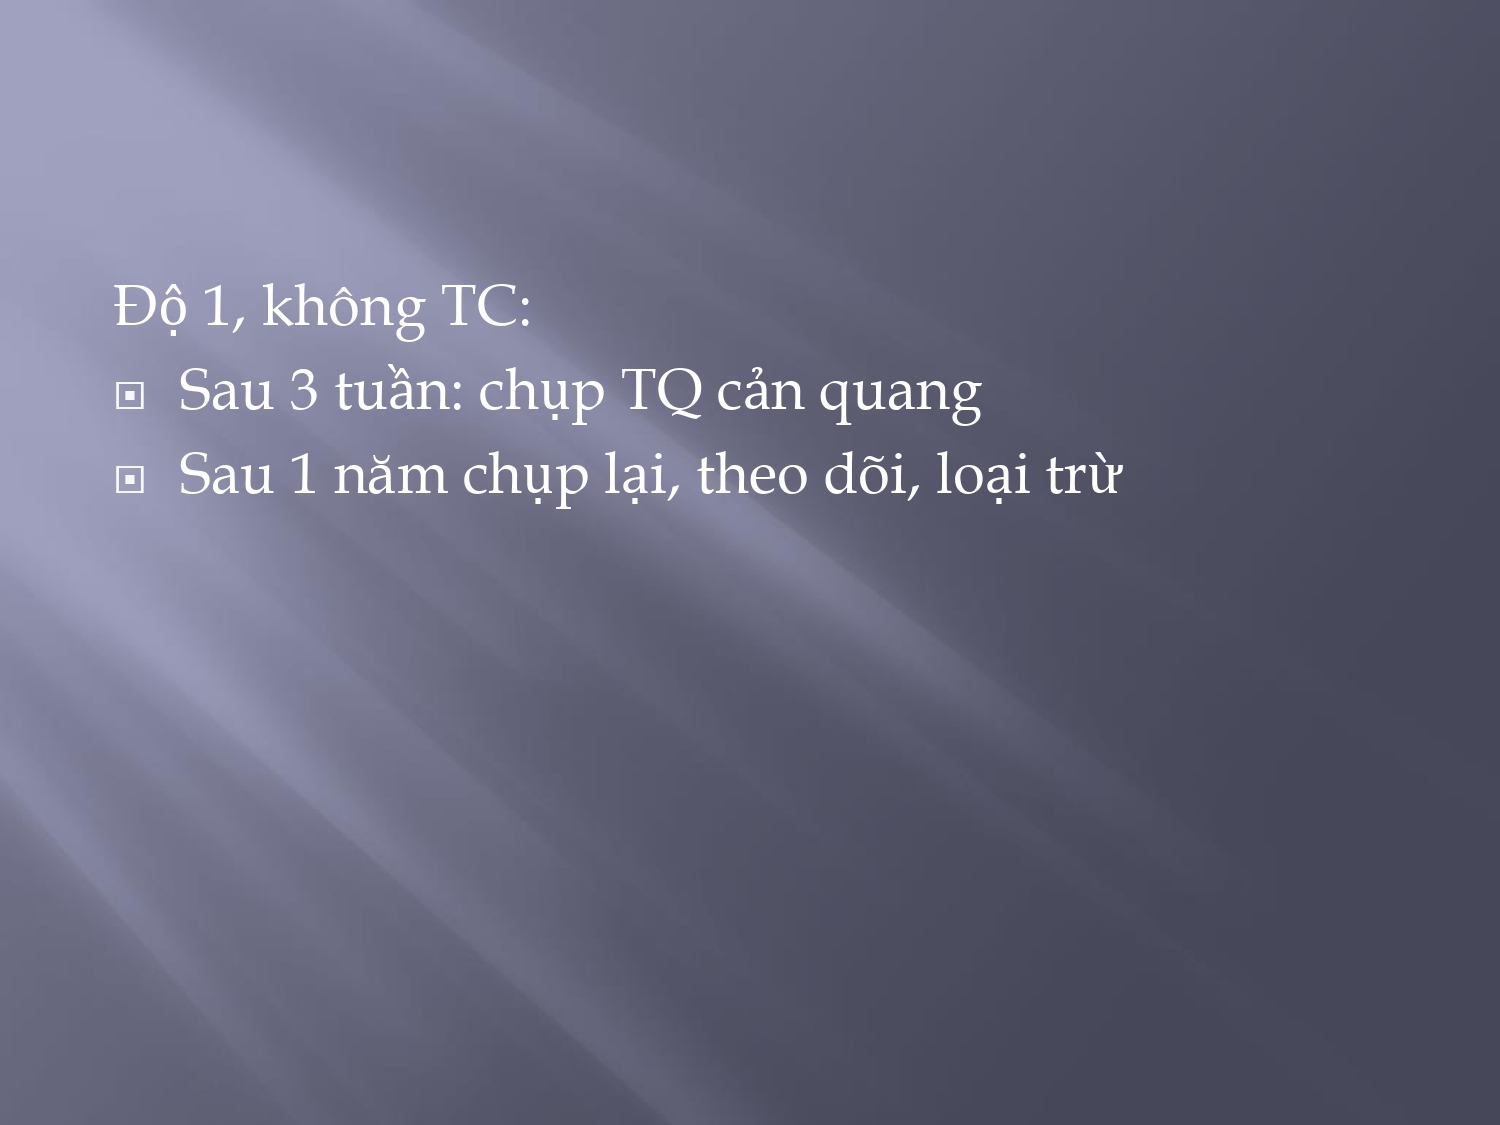 Độ 1, không TC:
Sau 3 tuần: chụp TQ cản quang
Sau 1 năm chụp lại, theo dõi, loại trừ